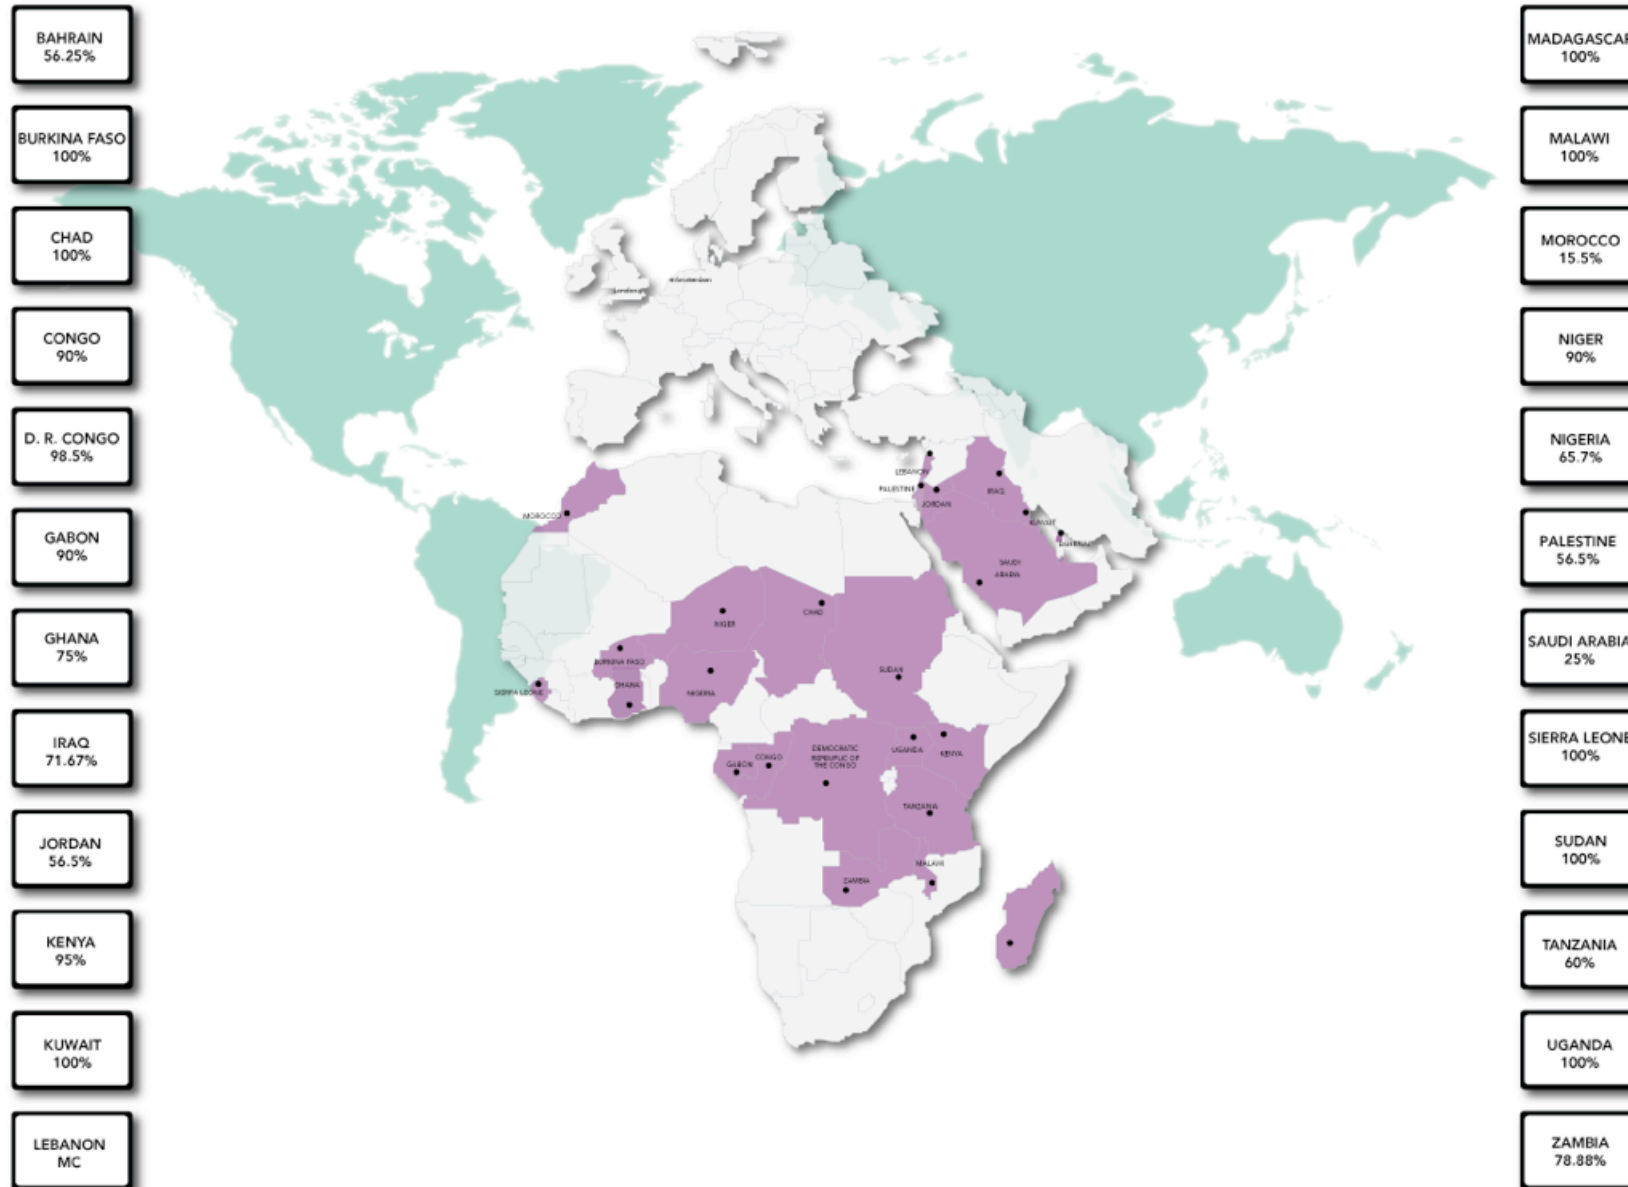 BAHRAIN
56.25%
BURKINA FASO
100%
CHAD
100%
CONGO
90%
D. R. CONGO
98.5%
GABON
90%
GHANA
75%
IRAQ
71.67%
JORDAN
56.5%
KENYA
95%
KUWAIT
100%
LEBANON
MC
London
Amsterdam
MOROCCO
LEBANON
PALESTINE
JORDAN
IRAQ
KUWAIT
BAHRAIN
SAUDI
ARABIA
NIGER
CHAD
SUDAN
BURKINA FASO
GHANA
SIERRA LEONE
NIGERIA
GABON
CONGO
DEMOCRATIC
REPUPLIC OF
THE CONGO
UGANDA
KENYA
TANZANIA
MALAWI
ZAMBIA
MADAGASCAR
100%
MALAWI
100%
MOROCCO
15.5%
NIGER
90%
NIGERIA
65.7%
PALESTINE
56.5%
SAUDI ARABIA
25%
SIERRA LEONE
100%
SUDAN
100%
TANZANIA
60%
UGANDA
100%
ZAMBIA
78.88%